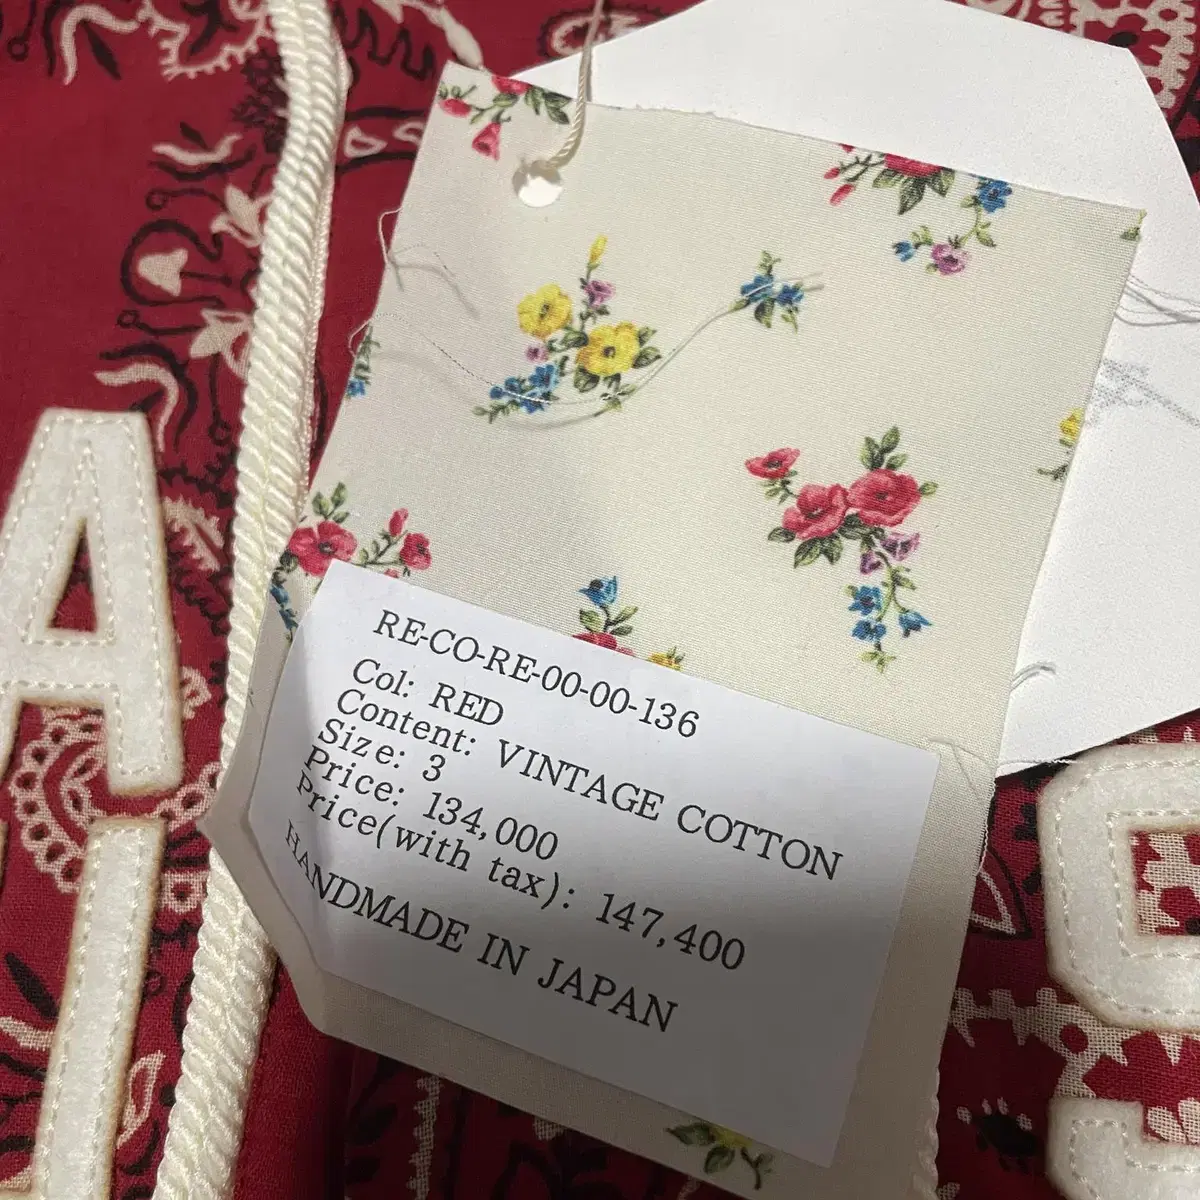 RE-CO-RE-00-00-136
Col: RED
Content: VINTAGE COTTON
Size: 3
Price: 134,000
Price(with tax): 147,400
HANDMADE IN JAPAN
A